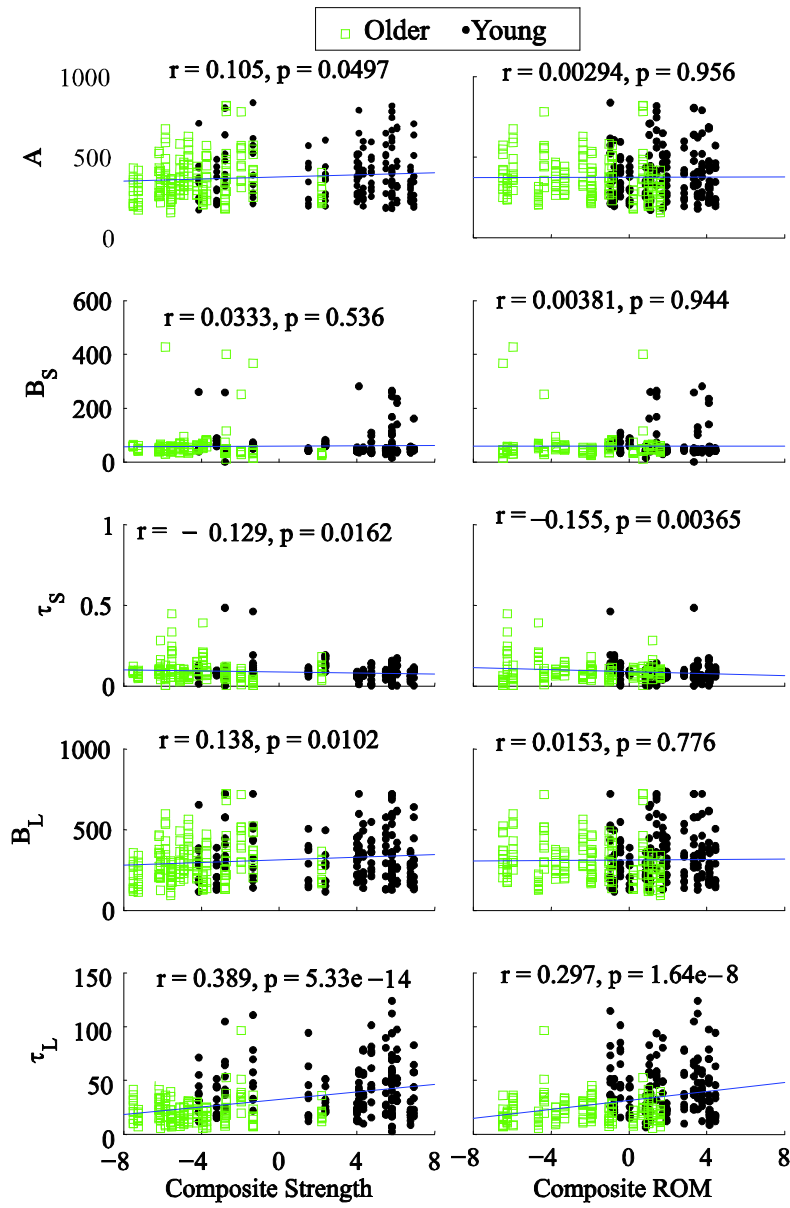 Older Young
r = 0.105, p = 0.0497 r = 0.00294, p = 0.956
1000
500
0
A
r = 0.0333, p = 0.536 r = 0.00381, p = 0.944
600
400
200
0
B_S
r = − 0.129, p = 0.0162 r = −0.155, p = 0.00365
1
0.5
0
τ_S
r = 0.138, p = 0.0102 r = 0.0153, p = 0.776
1000
500
0
B_L
r = 0.389, p = 5.33e−14 r = 0.297, p = 1.64e−8
150
100
50
0
τ_L
−8 −4 0 4 8 −8 −4 0 4 8
Composite Strength Composite ROM